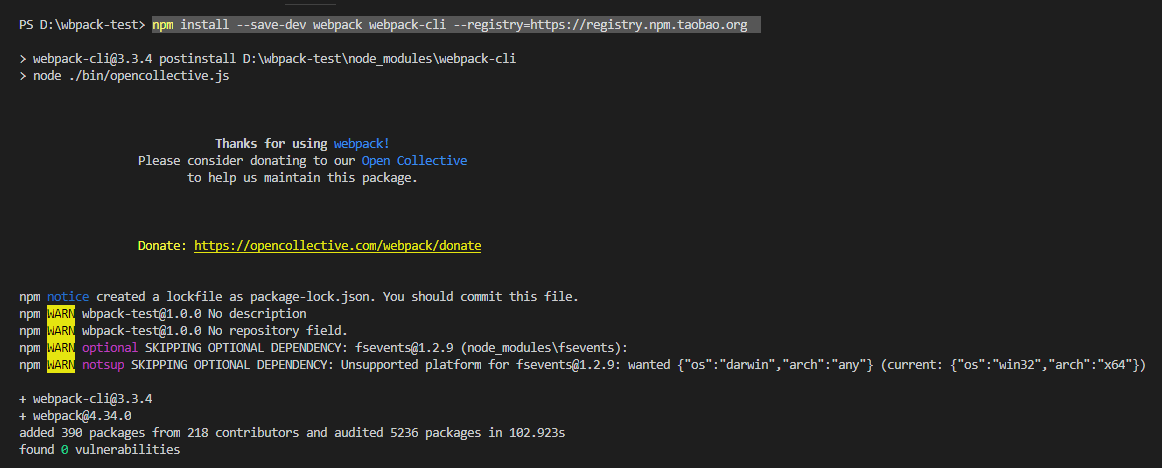 PS D:\wbpack-test> npm install --save-dev webpack webpack-cli --registry=https://registry.npm.taobao.org
> webpack-cli@3.3.4 postinstall D:\wbpack-test\node_modules\webpack-cli
> node ./bin/opencollective.js
Thanks for using webpack!
Please consider donating to our Open Collective
to help us maintain this package.
Donate: https://opencollective.com/webpack/donate
npm notice created a lockfile as package-lock.json. You should commit this file.
npm WARN wbpack-test@1.0.0 No description
npm WARN wbpack-test@1.0.0 No repository field.
npm WARN optional SKIPPING OPTIONAL DEPENDENCY: fsevents@1.2.9 (node_modules\fsevents):
npm WARN notsup SKIPPING OPTIONAL DEPENDENCY: Unsupported platform for fsevents@1.2.9: wanted {"os":"darwin","arch":"any"} (current: {"os":"win32","arch":"x64"})
+ webpack-cli@3.3.4
+ webpack@4.34.0
added 390 packages from 218 contributors and audited 5236 packages in 102.923s
found 0 vulnerabilities